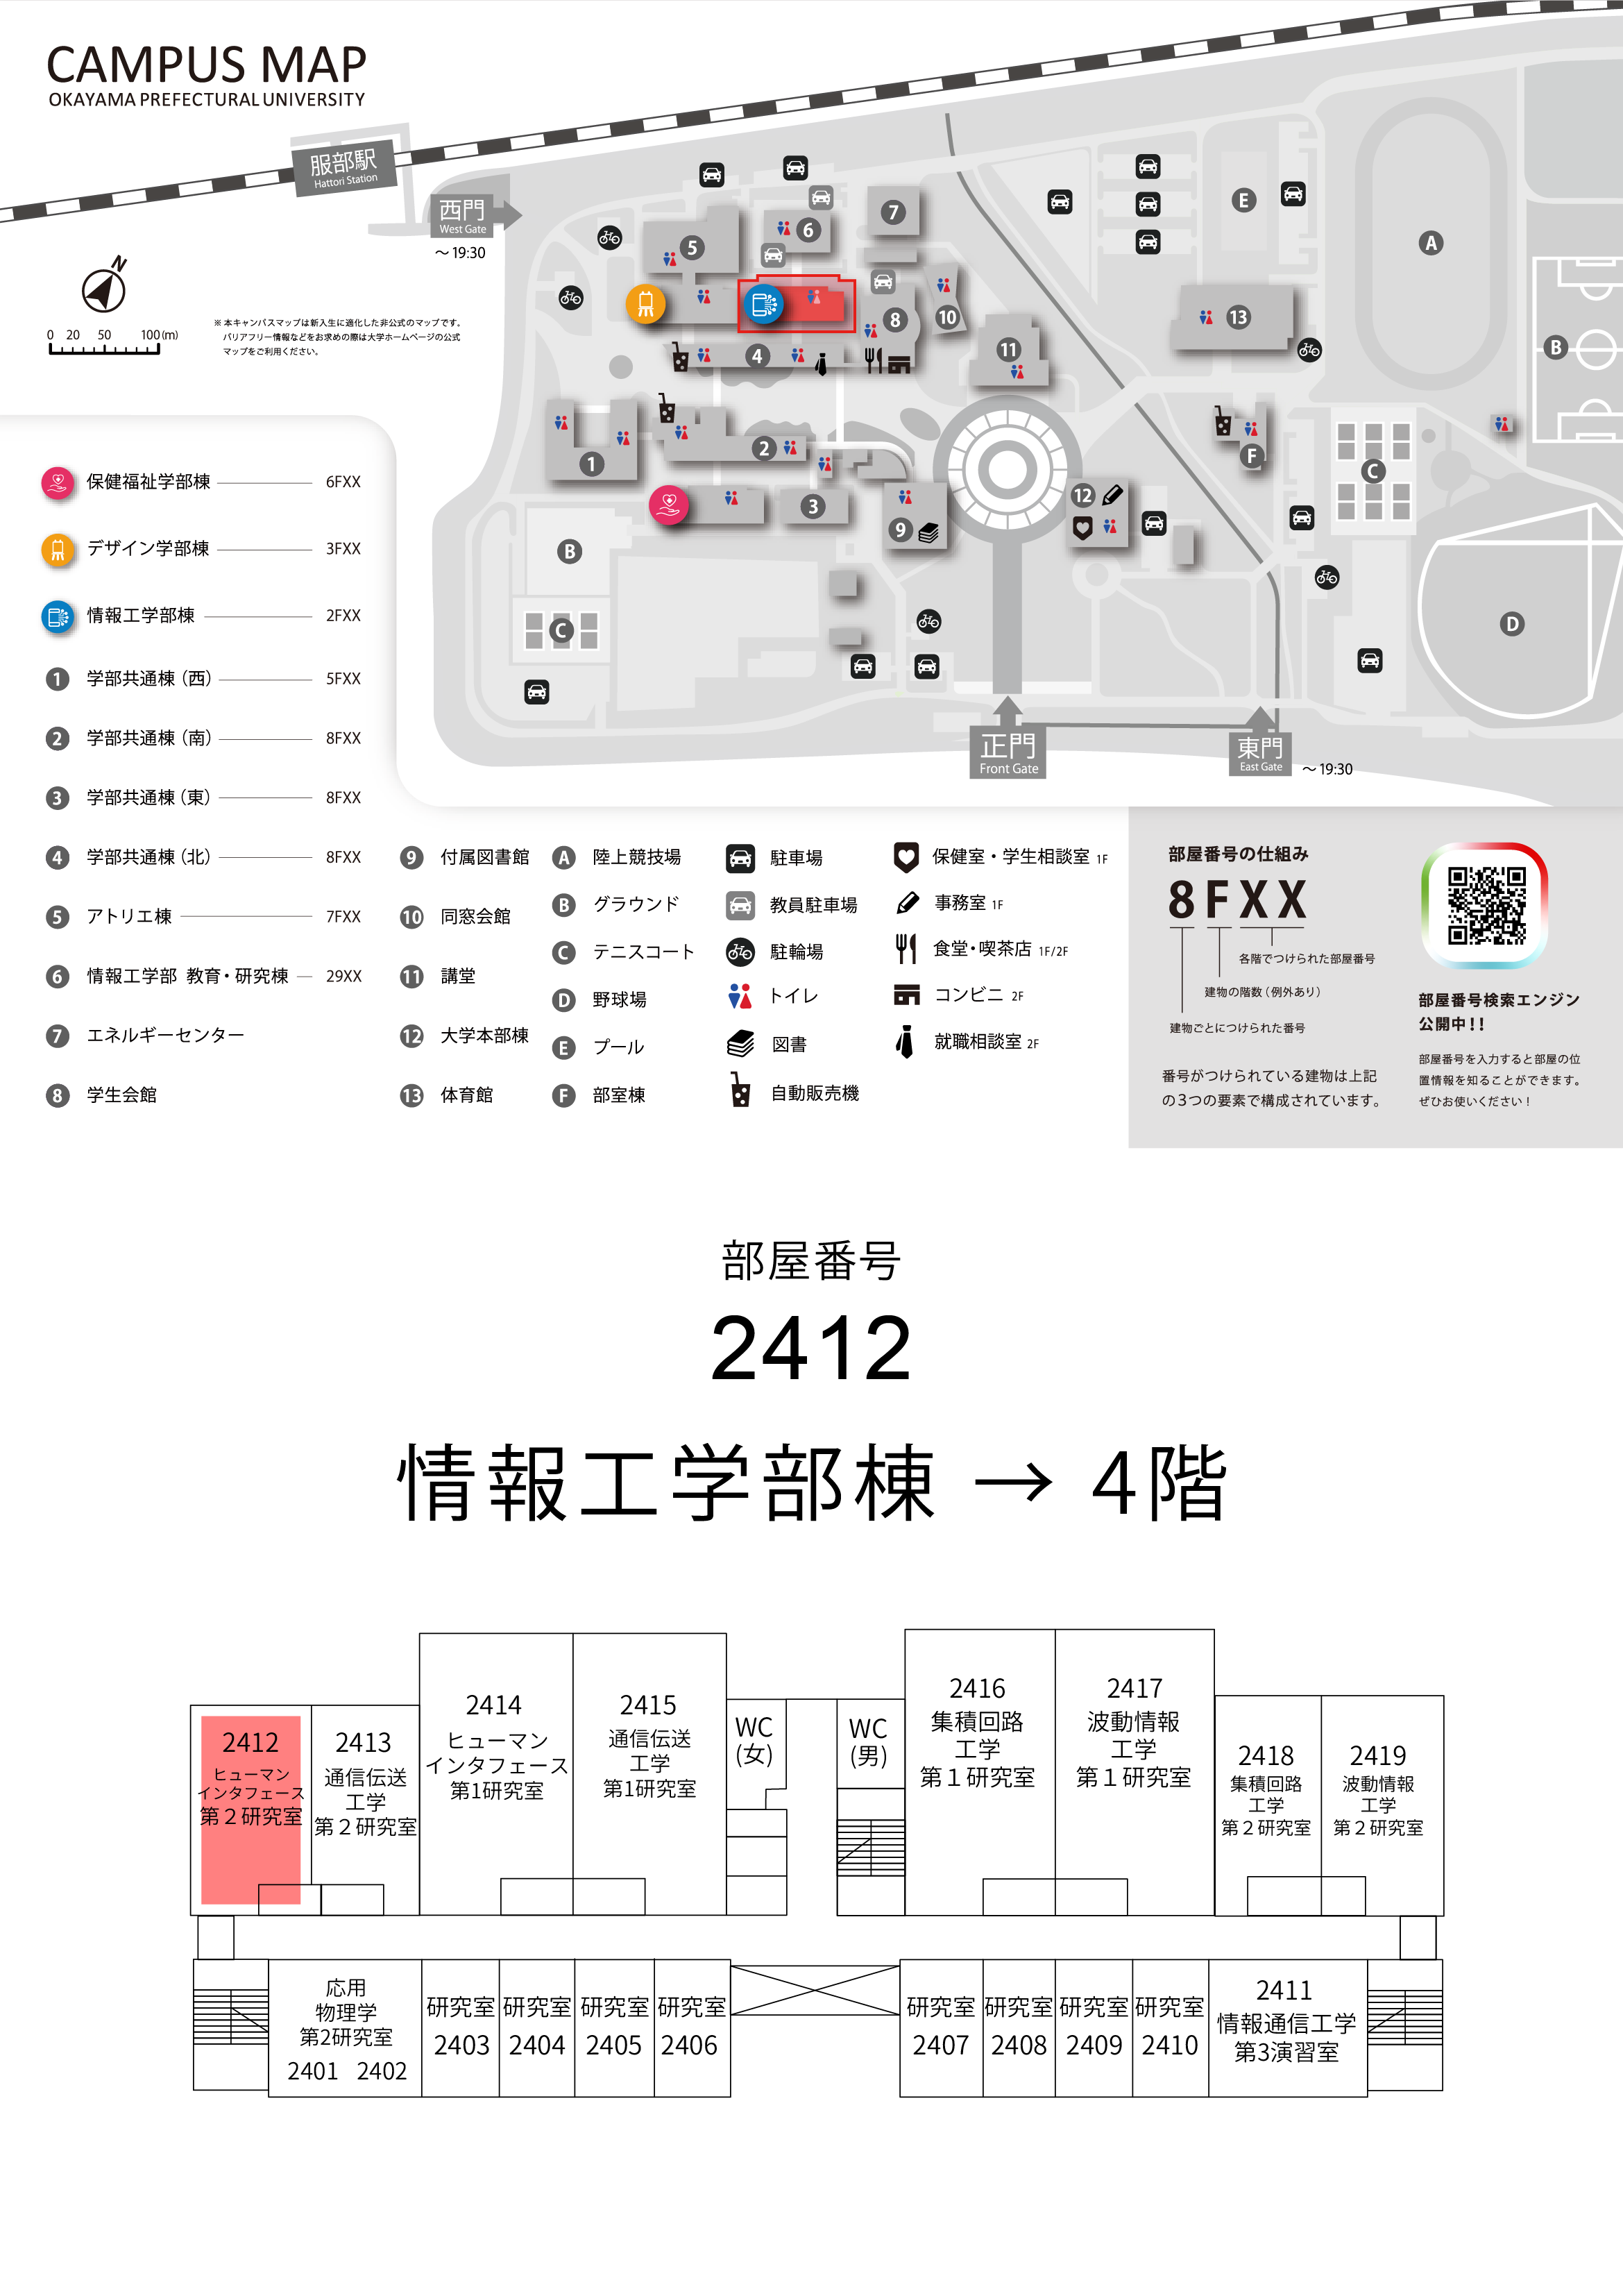 CAMPUS MAP
OKAYAMA PREFECTURAL UNIVERSITY
服部駅
Hattori Station
西門
West Gate
～19:30
N
0 20 50 100(m)
※本キャンパスマップは新入生に適化した非公式のマップです。
バリアフリー情報などをお求めの際は大学ホームページの公式
マップをご利用ください。
7
6
5
E
A
8
10
13
4
11
B
1
2
F
C
3
9
12
B
C
D
正門
Front Gate
東門
East Gate
～19:30
保健福祉学部棟 6FXX
デザイン学部棟 3FXX
情報工学部棟 2FXX
1 学部共通棟（西） 5FXX
2 学部共通棟（南） 8FXX
3 学部共通棟（東） 8FXX
4 学部共通棟（北） 8FXX
5 アトリエ棟 7FXX
6 情報工学部 教育・研究棟 29XX
7 エネルギーセンター
8 学生会館
9 付属図書館
10 同窓会館
11 講堂
12 大学本部棟
13 体育館
A 陸上競技場
B グラウンド
C テニスコート
D 野球場
E プール
F 部室棟
駐車場
教員駐車場
駐輪場
トイレ
図書
自動販売機
保健室・学生相談室 1F
事務室 1F
食堂・喫茶店 1F/2F
コンビニ 2F
就職相談室 2F
部屋番号の仕組み
8FXX
各階でつけられた部屋番号
建物の階数（例外あり）
建物ごとにつけられた番号
番号がつけられている建物は上記
の３つの要素で構成されています。
部屋番号検索エンジン
公開中!!
部屋番号を入力すると部屋の位
置情報を知ることができます。
ぜひお使いください！
部屋番号
2412
情報工学部棟 → 4階
2412
ヒューマン
インタフェース
第２研究室
2413
通信伝送
工学
第２研究室
2414
ヒューマン
インタフェース
第1研究室
2415
通信伝送
工学
第1研究室
WC
(女)
WC
(男)
2416
集積回路
工学
第１研究室
2417
波動情報
工学
第１研究室
2418
集積回路
工学
第２研究室
2419
波動情報
工学
第２研究室
応用
物理学
第2研究室
2401 2402
研究室
2403
研究室
2404
研究室
2405
研究室
2406
研究室
2407
研究室
2408
研究室
2409
研究室
2410
2411
情報通信工学
第3演習室